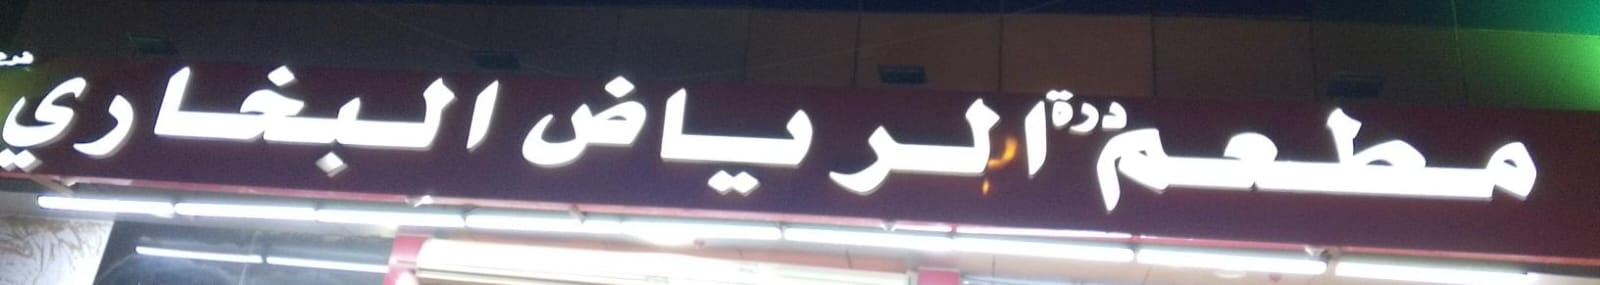 مطعم درة الرياض البخاري